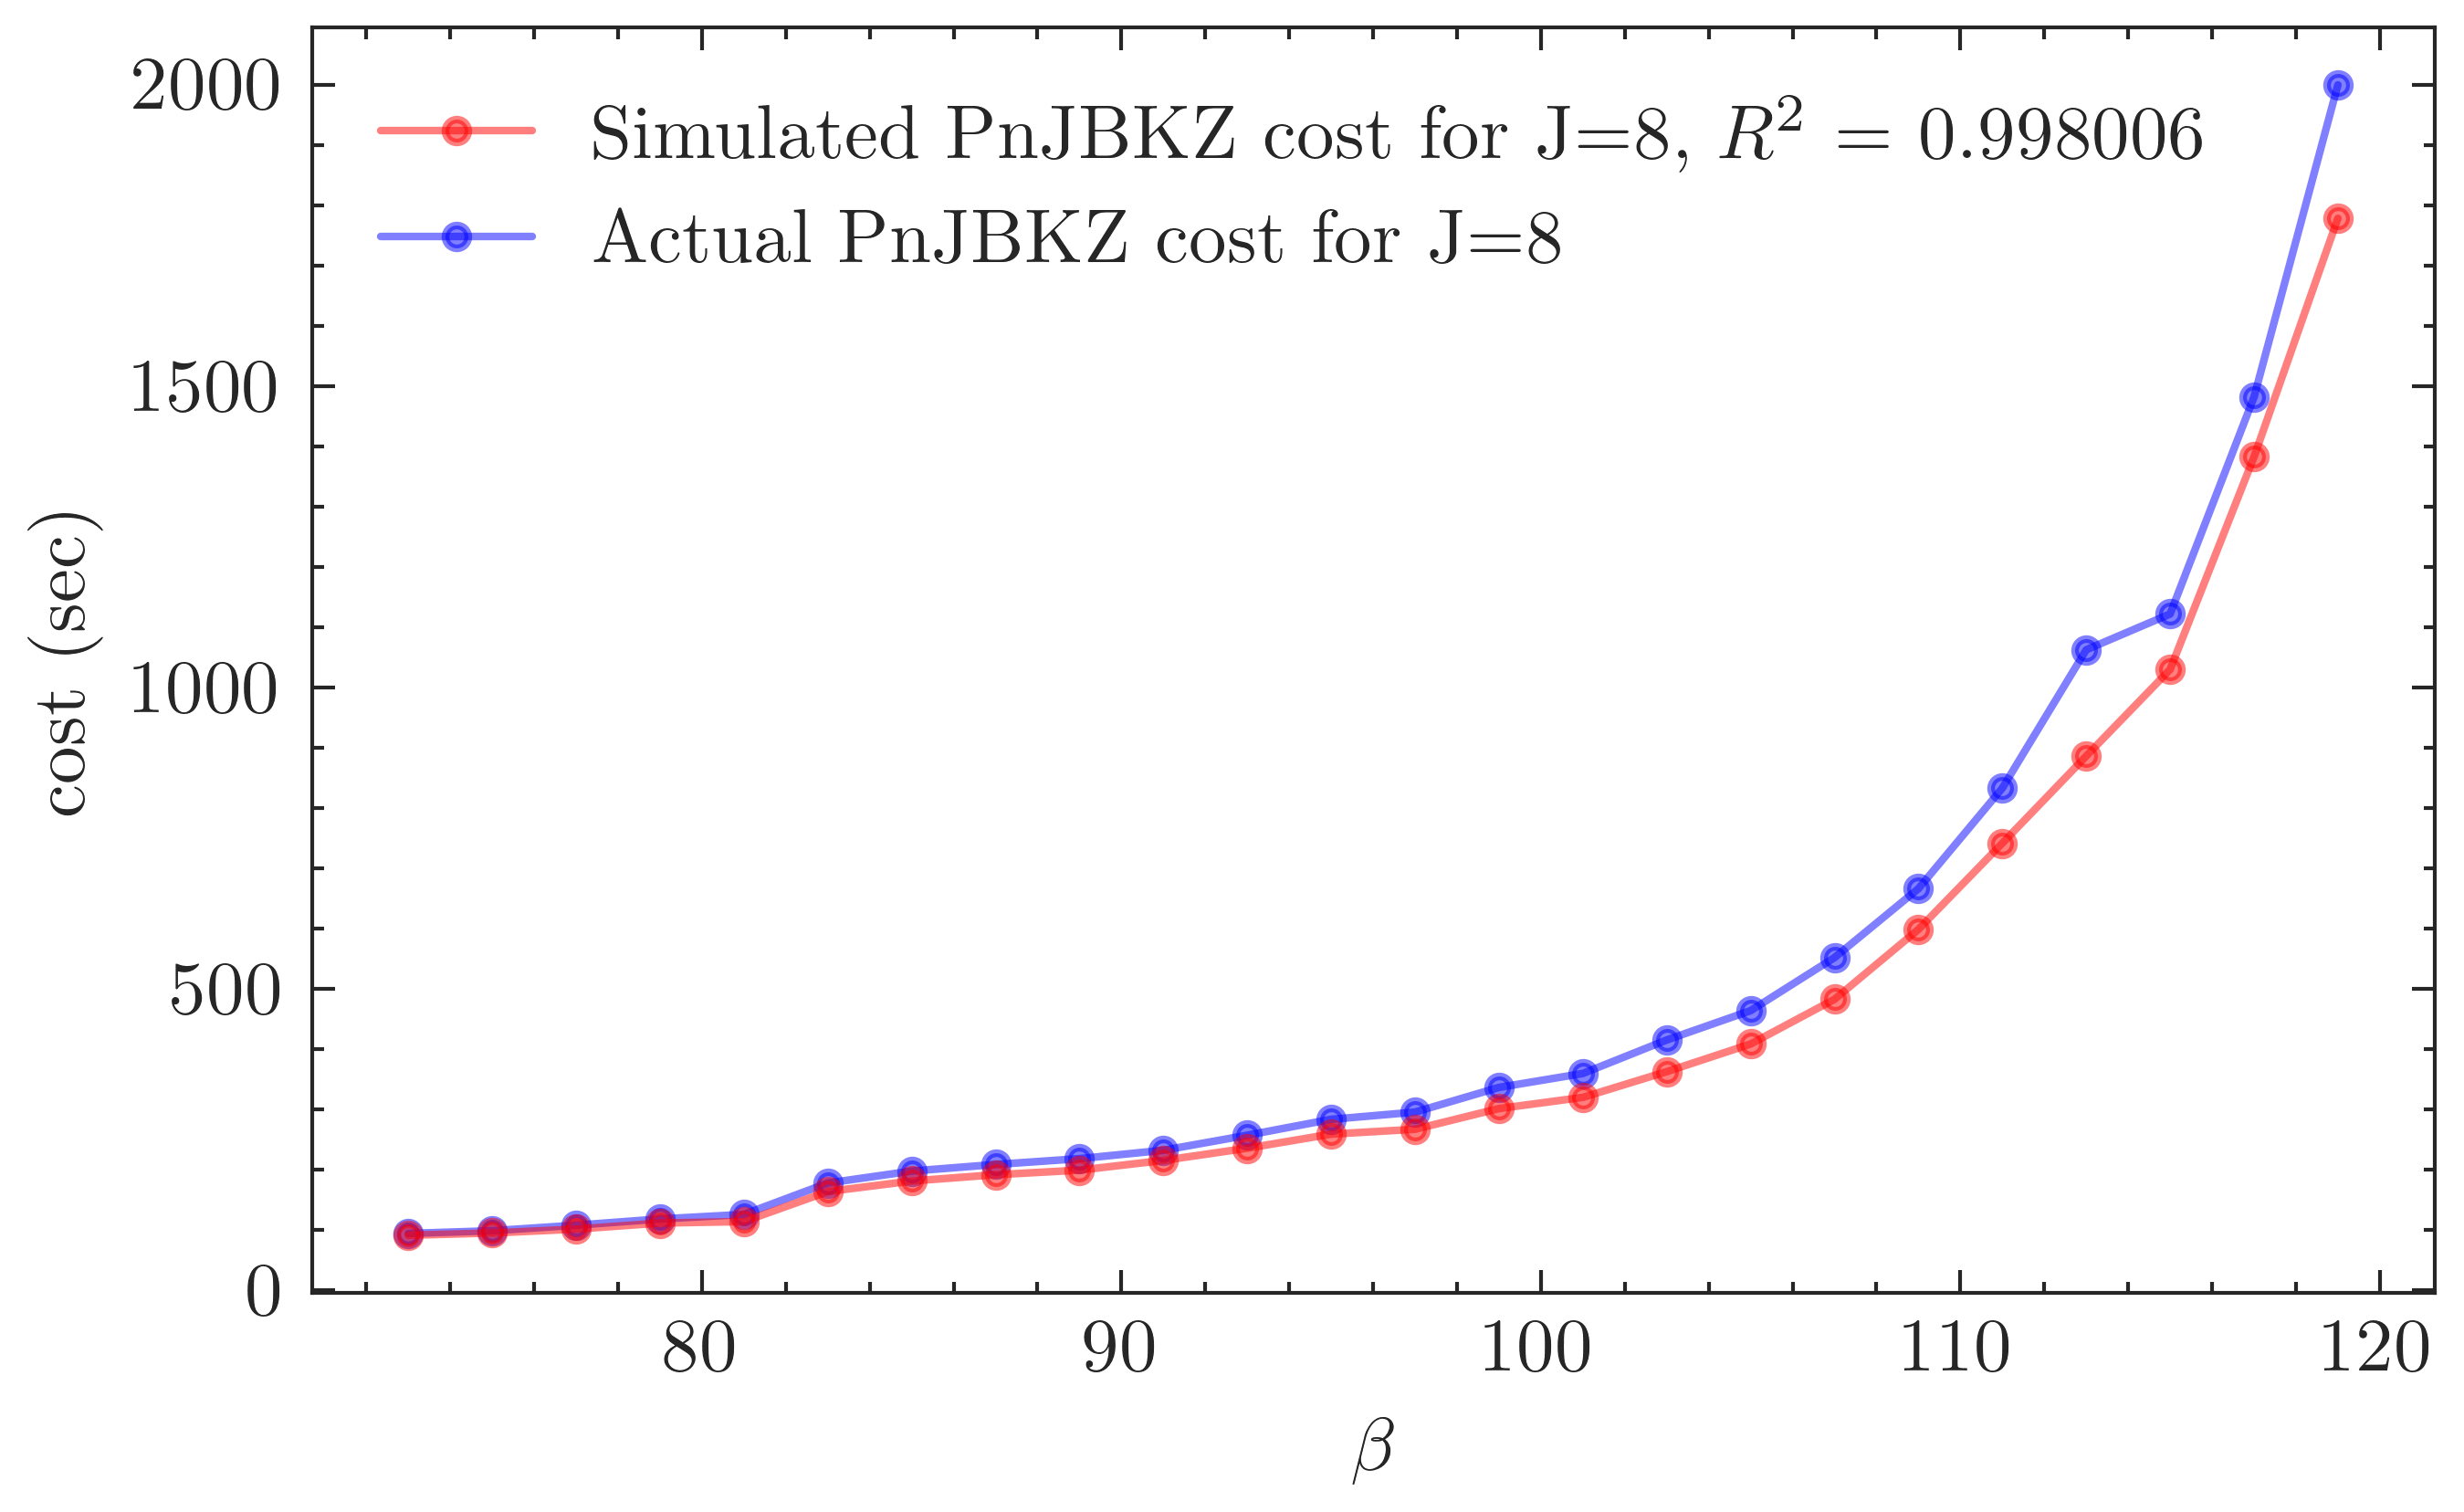 2000
1500
1000
500
0
cost (sec)
Simulated PnJBKZ cost for J=8, R² = 0.998006
Actual PnJBKZ cost for J=8
80 90 100 110 120
β